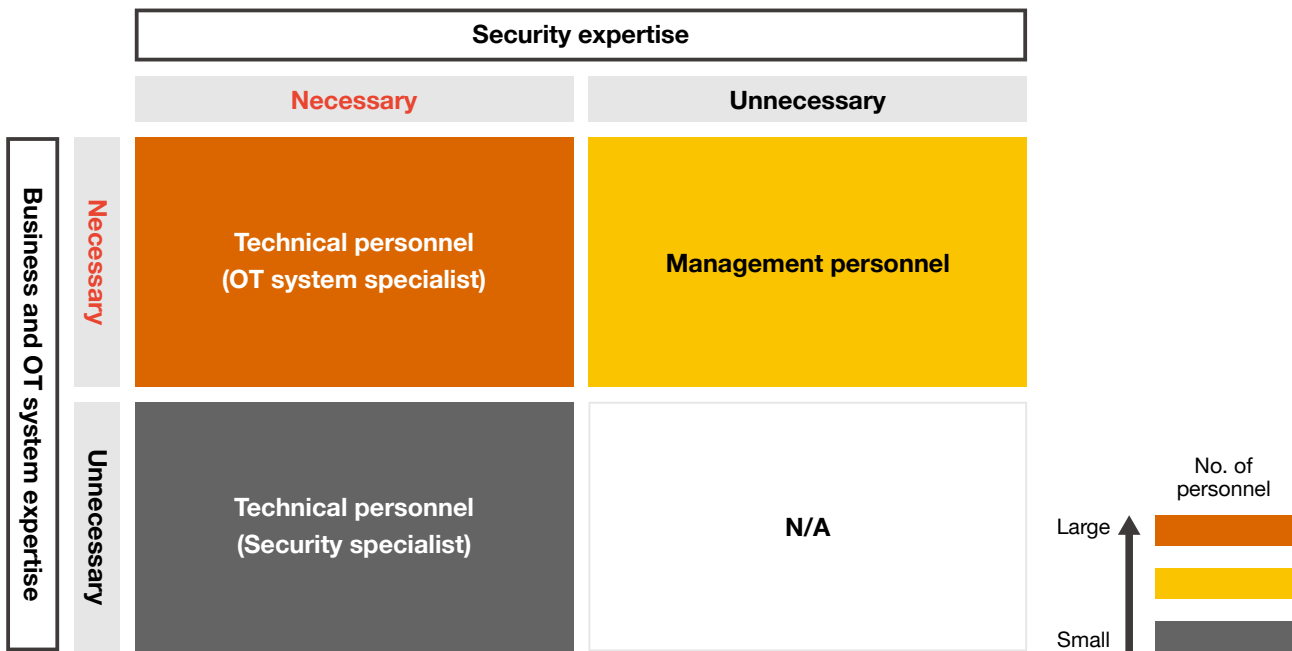 Security expertise
Necessary
Unnecessary
Business and OT system expertise
Necessary
Technical personnel
(OT system specialist)
Management personnel
Unnecessary
Technical personnel
(Security specialist)
N/A
No. of
personnel
Large
Small